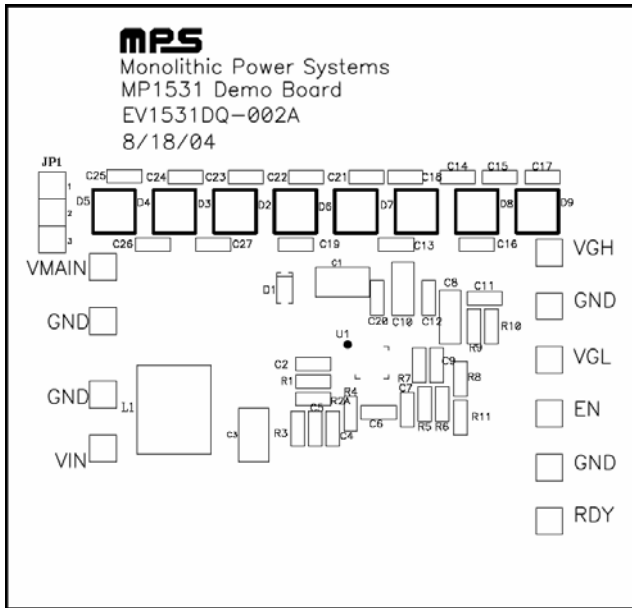 mps
Monolithic Power Systems
MP1531 Demo Board
EV1531DQ-002A
8/18/04
JP1
1
2
3
C25
C24
C23
C22
C21
C18
C14
C15
C17
D5
D4
D3
D2
D6
D7
D8
D9
C26
C27
C19
C13
C16
VMAIN
VGH
D1
C1
C20
C10
C12
C8
C11
GND
GND
R9
R10
U1
VGL
C2
R1
R7
C9
R8
GND
L1
R2A
R4
C7
EN
C3
R3
C5
C4
C6
R5
R6
R11
VIN
GND
RDY